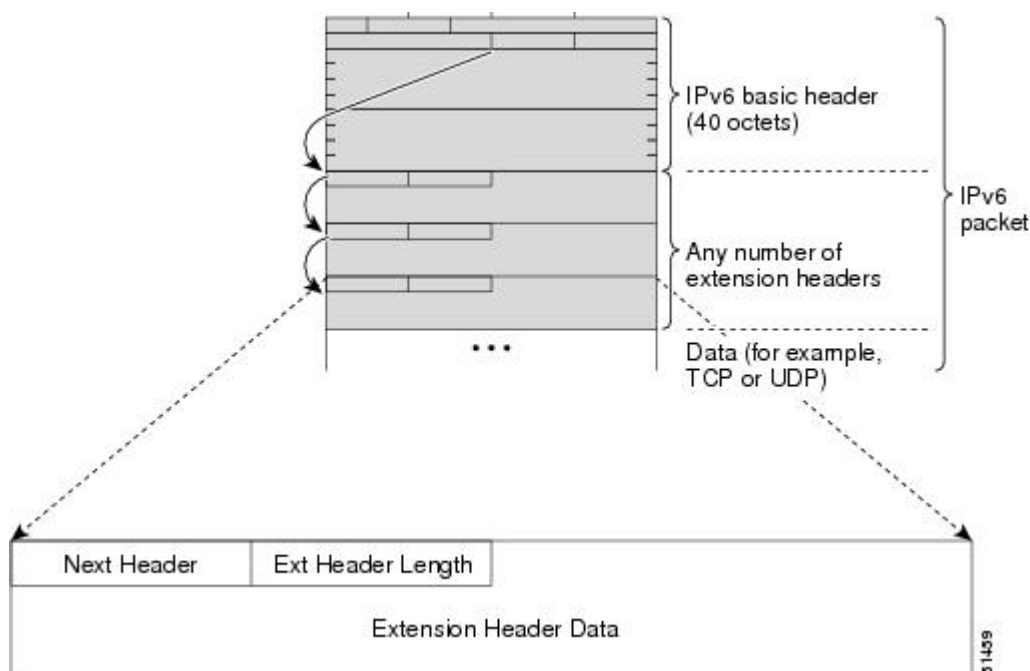 IPv6 basic header
(40 octets)
IPv6
packet
Any number of
extension headers
Data (for example,
TCP or UDP)
Next Header
Ext Header Length
Extension Header Data